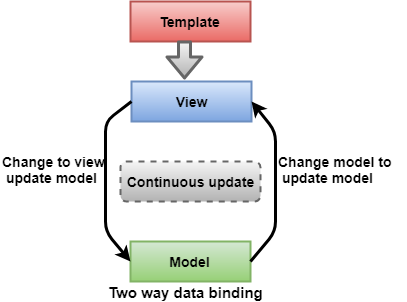 Template
View
Change to view
update model
Continuous update
Change model to
update model
Model
Two way data binding